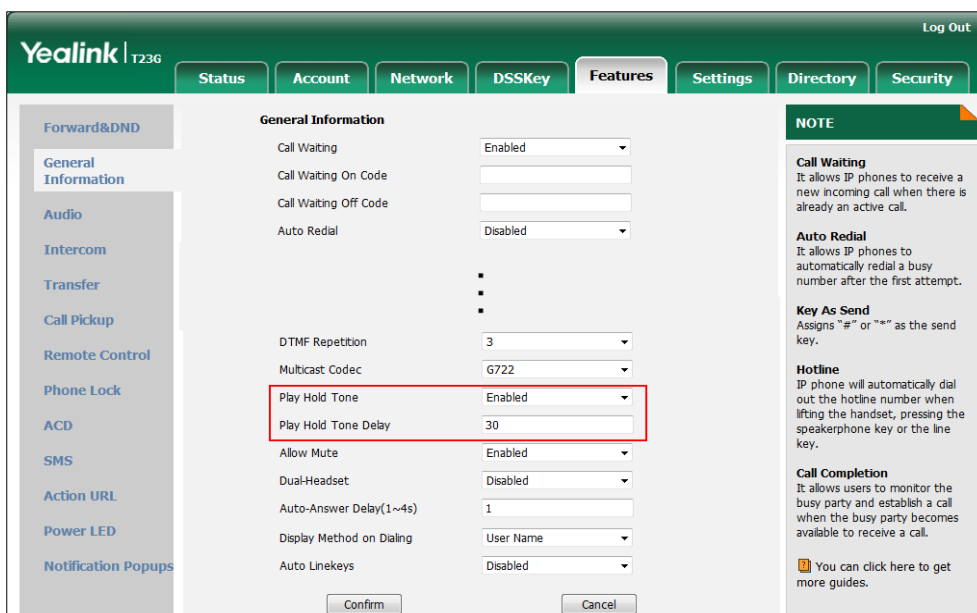 Log Out
Yealink T23G
Status Account Network DSSKey Features Settings Directory Security
Forward&DND
General
Information
Audio
Intercom
Transfer
Call Pickup
Remote Control
Phone Lock
ACD
SMS
Action URL
Power LED
Notification Popups
General Information
Call Waiting Enabled
Call Waiting On Code
Call Waiting Off Code
Auto Redial Disabled
DTMF Repetition 3
Multicast Codec G722
Play Hold Tone Enabled
Play Hold Tone Delay 30
Allow Mute Enabled
Dual-Headset Disabled
Auto-Answer Delay(1~4s) 1
Display Method on Dialing User Name
Auto Linekeys Disabled
Confirm Cancel
NOTE
Call Waiting
It allows IP phones to receive a
new incoming call when there is
already an active call.
Auto Redial
It allows IP phones to
automatically redial a busy
number after the first attempt.
Key As Send
Assigns "#" or "*" as the send
key.
Hotline
IP phone will automatically dial
out the hotline number when
lifting the handset, pressing the
speakerphone key or the line
key.
Call Completion
It allows users to monitor the
busy party and establish a call
when the busy party becomes
available to receive a call.
? You can click here to get
more guides.